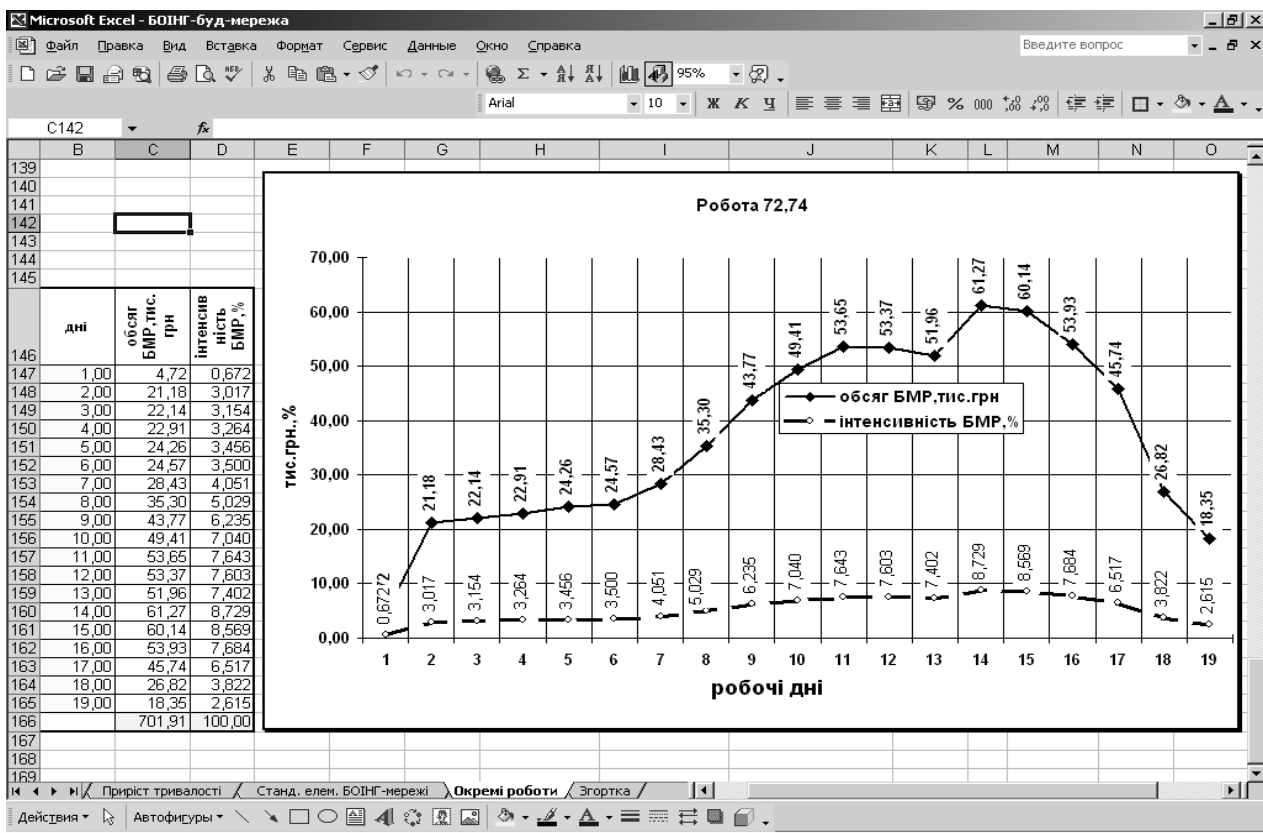 Microsoft Excel - БОІНГ-буд-мережа
Файл Правка Вид Вставка Формат Сервис Данные Окно Справка Введите вопрос
95%
Arial 10 Ж К Ч % 000
C142 fx
B C D E F G H I J K L M N O
139
140
141
142
143
144
145
146 дні обсяг БМР,тис. грн інтенсив ність БМР,%
147 1,00 4,72 0,672
148 2,00 21,18 3,017
149 3,00 22,14 3,154
150 4,00 22,91 3,264
151 5,00 24,26 3,456
152 6,00 24,57 3,500
153 7,00 28,43 4,051
154 8,00 35,30 5,029
155 9,00 43,77 6,235
156 10,00 49,41 7,040
157 11,00 53,65 7,643
158 12,00 53,37 7,603
159 13,00 51,96 7,402
160 14,00 61,27 8,729
161 15,00 60,14 8,569
162 16,00 53,93 7,684
163 17,00 45,74 6,517
164 18,00 26,82 3,822
165 19,00 18,35 2,615
166 701,91 100,00
167
168
169
Робота 72,74
70,00
60,00
50,00
40,00
30,00
20,00
10,00
0,00
тис.грн.,%
21,18 22,14 22,91 24,26 24,57 28,43 35,30 43,77 49,41 53,65 53,37 51,96 61,27 60,14 53,93 45,74 26,82 18,35
обсяг БМР,тис.грн
інтенсивність БМР,%
0,672 3,017 3,154 3,264 3,456 3,500 4,051 5,029 6,235 7,040 7,643 7,603 7,402 8,729 8,569 7,684 6,517 3,822 2,615
1 2 3 4 5 6 7 8 9 10 11 12 13 14 15 16 17 18 19
робочі дні
Приріст тривалості Станд. елем. БОІНГ-мережі Окремі роботи Згортка
Действия Автофигуры